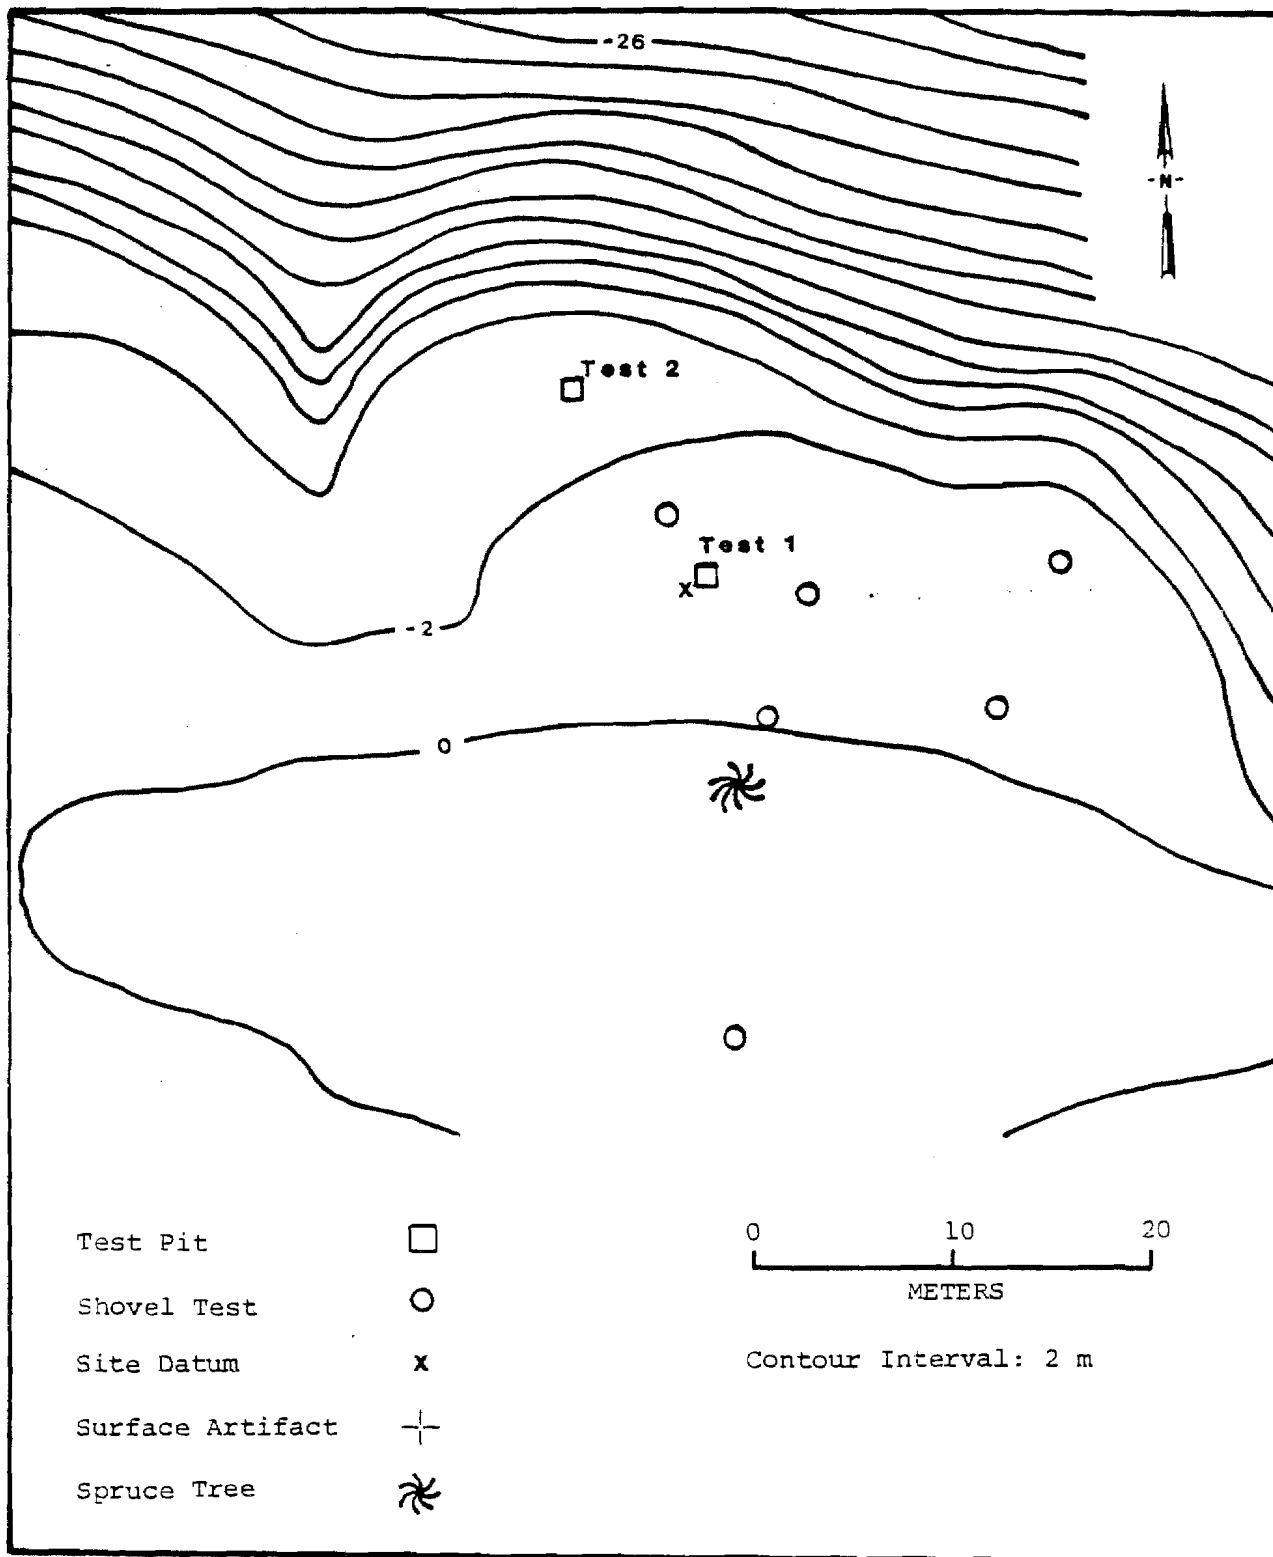 -26
-N-
Test 2
Test 1
x
-2
0
Test Pit
Shovel Test
Site Datum x
Surface Artifact
Spruce Tree
0 10 20
METERS
Contour Interval: 2 m